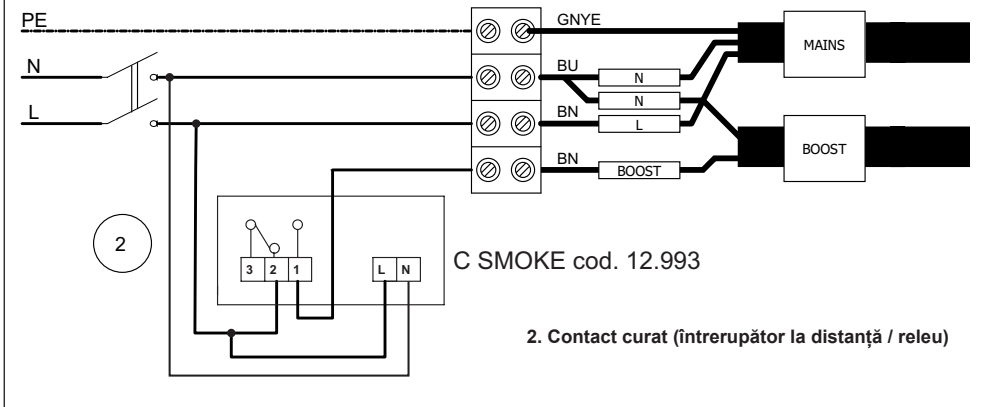 PE
GNYE
MAINS
N
BU
N
N
L
BN
L
BOOST
BN
BOOST
2
3 2 1
L N
C SMOKE cod. 12.993
2. Contact curat (întrerupător la distanță / releu)